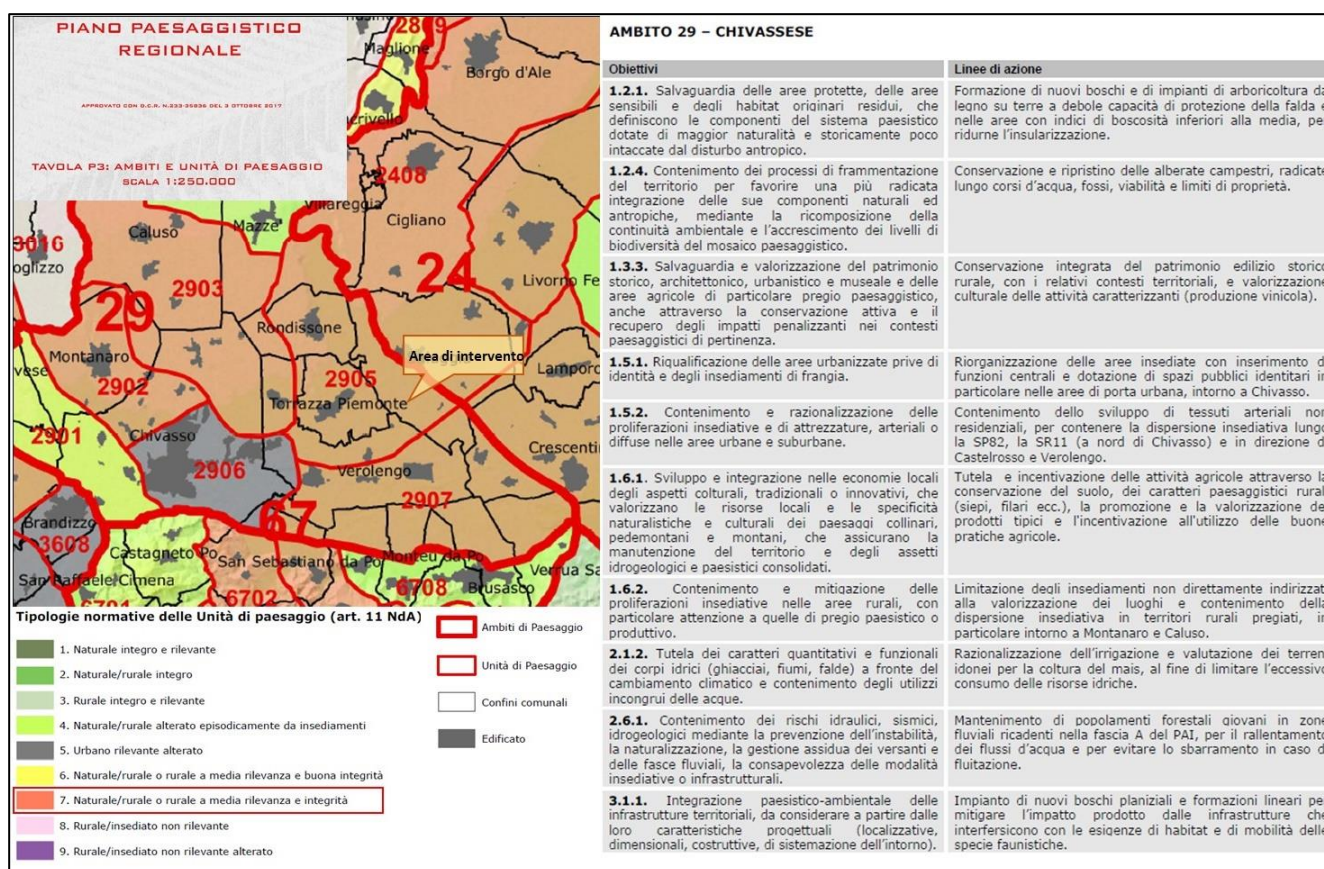 PIANO PAESAGGISTICO
REGIONALE
APPROVATO CON D.C.R. N.233-35836 DEL 3 OTTOBRE 2017
TAVOLA P3: AMBITI E UNITÀ DI PAESAGGIO
SCALA 1:250.000
2809
Maglione
Borgo d'Ale
2408
Villareggia
Cigliano
Caluso
Mazzè
3016
24
Livorno Fe
2903
29
Rondissone
Montanaro
Area di intervento
2902
2905
Lamporo
Torrazza Piemonte
2901
Chivasso
Crescenti
2906
Verolengo
2907
67
Brandizzo
3608
Castagneto Po
San Sebastiano da Po
Monteu da Po
Verrua Sa
San Raffaele Cimena
6702
6708
Brusasco
Tipologie normative delle Unità di paesaggio (art. 11 NdA)
1. Naturale integro e rilevante
2. Naturale/rurale integro
3. Rurale integro e rilevante
4. Naturale/rurale alterato episodicamente da insediamenti
5. Urbano rilevante alterato
6. Naturale/rurale o rurale a media rilevanza e buona integrità
7. Naturale/rurale o rurale a media rilevanza e integrità
8. Rurale/insediato non rilevante
9. Rurale/insediato non rilevante alterato
Ambiti di Paesaggio
Unità di Paesaggio
Confini comunali
Edificato
AMBITO 29 – CHIVASSESE
Obiettivi
Linee di azione
1.2.1. Salvaguardia delle aree protette, delle aree
sensibili e degli habitat originari residui, che
definiscono le componenti del sistema paesistico
dotate di maggior naturalità e storicamente poco
intaccate dal disturbo antropico.
Formazione di nuovi boschi e di impianti di arboricoltura da
legno su terre a debole capacità di protezione della falda e
nelle aree con indici di boscosità inferiori alla media, per
ridurne l'insularizzazione.
1.2.4. Contenimento dei processi di frammentazione
del territorio per favorire una più radicata
integrazione delle sue componenti naturali ed
antropiche, mediante la ricomposizione della
continuità ambientale e l'accrescimento dei livelli di
biodiversità del mosaico paesaggistico.
Conservazione e ripristino delle alberate campestri, radicate
lungo corsi d'acqua, fossi, viabilità e limiti di proprietà.
1.3.3. Salvaguardia e valorizzazione del patrimonio
storico, architettonico, urbanistico e museale e delle
aree agricole di particolare pregio paesaggistico,
anche attraverso la conservazione attiva e il
recupero degli impatti penalizzanti nei contesti
paesaggistici di pertinenza.
Conservazione integrata del patrimonio edilizio storico
rurale, con i relativi contesti territoriali, e valorizzazione
culturale delle attività caratterizzanti (produzione vinicola).
1.5.1. Riqualificazione delle aree urbanizzate prive di
identità e degli insediamenti di frangia.
Riorganizzazione delle aree insediate con inserimento d
funzioni centrali e dotazione di spazi pubblici identitari in
particolare nelle aree di porta urbana, intorno a Chivasso.
1.5.2. Contenimento e razionalizzazione delle
proliferazioni insediative e di attrezzature, arteriali o
diffuse nelle aree urbane e suburbane.
Contenimento dello sviluppo di tessuti arteriali non
residenziali, per contenere la dispersione insediativa lungo
la SP82, la SR11 (a nord di Chivasso) e in direzione d
Castelrosso e Verolengo.
1.6.1. Sviluppo e integrazione nelle economie locali
degli aspetti colturali, tradizionali o innovativi, che
valorizzano le risorse locali e le specificità
naturalistiche e culturali dei paesaggi collinari,
pedemontani e montani, che assicurano la
manutenzione del territorio e degli assetti
idrogeologici e paesistici consolidati.
Tutela e incentivazione delle attività agricole attraverso la
conservazione del suolo, dei caratteri paesaggistici rural
(siepi, filari ecc.), la promozione e la valorizzazione de
prodotti tipici e l'incentivazione all'utilizzo delle buone
pratiche agricole.
1.6.2. Contenimento e mitigazione delle
proliferazioni insediative nelle aree rurali, con
particolare attenzione a quelle di pregio paesistico o
produttivo.
Limitazione degli insediamenti non direttamente indirizzat
alla valorizzazione dei luoghi e contenimento della
dispersione insediativa in territori rurali pregiati, in
particolare intorno a Montanaro e Caluso.
2.1.2. Tutela dei caratteri quantitativi e funzionali
dei corpi idrici (ghiacciai, fiumi, falde) a fronte del
cambiamento climatico e contenimento degli utilizzi
incongrui delle acque.
Razionalizzazione dell'irrigazione e valutazione dei terren
idonei per la coltura del mais, al fine di limitare l'eccessivo
consumo delle risorse idriche.
2.6.1. Contenimento dei rischi idraulici, sismici,
idrogeologici mediante la prevenzione dell'instabilità,
la naturalizzazione, la gestione assidua dei versanti e
delle fasce fluviali, la consapevolezza delle modalità
insediative o infrastrutturali.
Mantenimento di popolamenti forestali giovani in zone
fluviali ricadenti nella fascia A del PAI, per il rallentamento
dei flussi d'acqua e per evitare lo sbarramento in caso d
fluitazione.
3.1.1. Integrazione paesistico-ambientale delle
infrastrutture territoriali, da considerare a partire dalle
loro caratteristiche progettuali (localizzative,
dimensionali, costruttive, di sistemazione dell'intorno).
Impianto di nuovi boschi planiziali e formazioni lineari per
mitigare l'impatto prodotto dalle infrastrutture che
interferiscono con le esigenze di habitat e di mobilità delle
specie faunistiche.